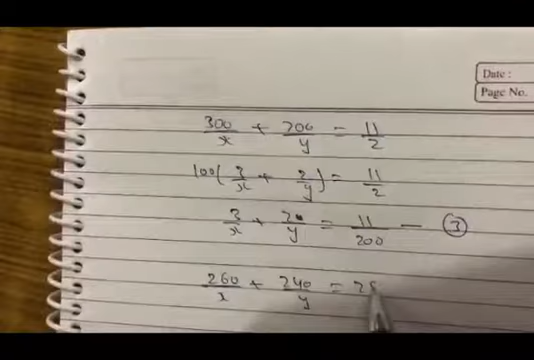 Date :
Page No.
300/x + 200/y = 11/2
100(3/x + 2/y) = 11/2
3/x + 2/y = 11/200 — ③
260/x + 240/y = 28